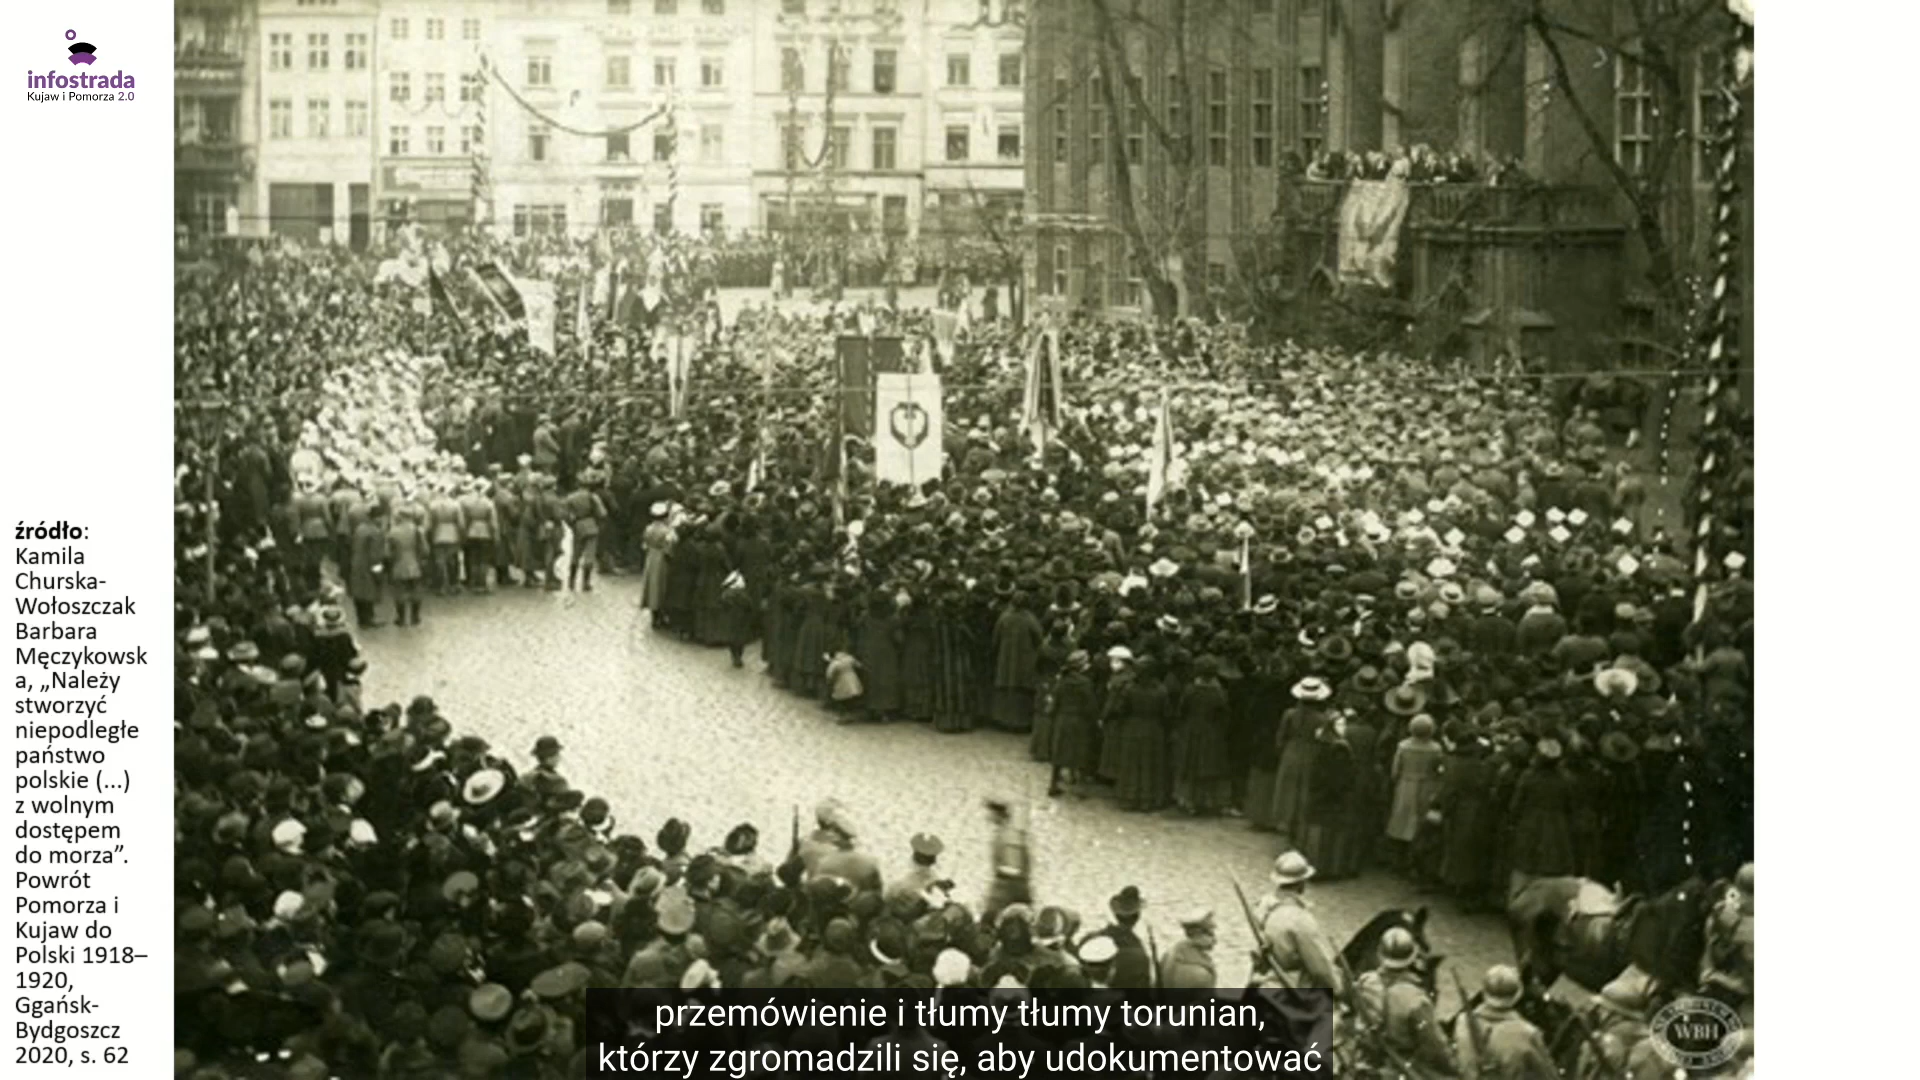 infostrada
Kujaw i Pomorza 2.0
źródło:
Kamila
Churska-
Wołoszczak
Barbara
Męczykowsk
a, „Należy
stworzyć
niepodległe
państwo
polskie (...)
z wolnym
dostępem
do morza”.
Powrót
Pomorza i
Kujaw do
Polski 1918–
1920,
Ggańsk-
Bydgoszcz
2020, s. 62
przemówienie i tłumy tłumy torunian,
którzy zgromadzili się, aby udokumentować
WBH